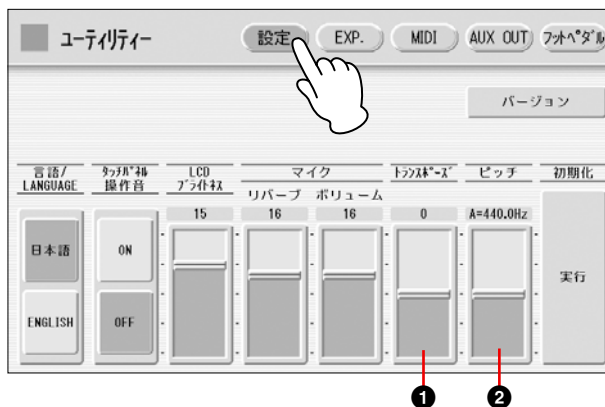 ユーティリティー 設定 EXP. MIDI AUX OUT フットペダル
バージョン
言語/ タッチパネル LCD マイク トランスポーズ ピッチ 初期化
LANGUAGE 操作音 ブライトネス リバーブ ボリューム
15 16 16 0 A=440.0Hz
日本語 ON 実行
ENGLISH OFF
1 2